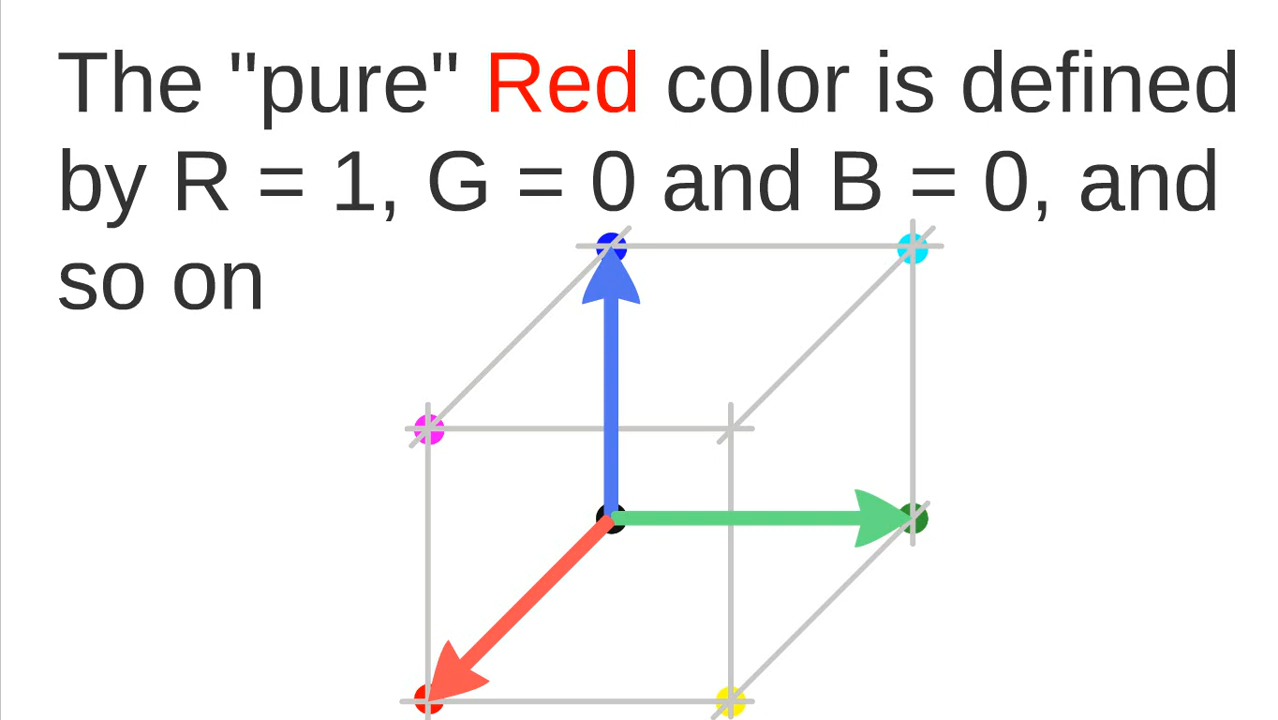 The "pure" Red color is defined
by R = 1, G = 0 and B = 0, and
so on